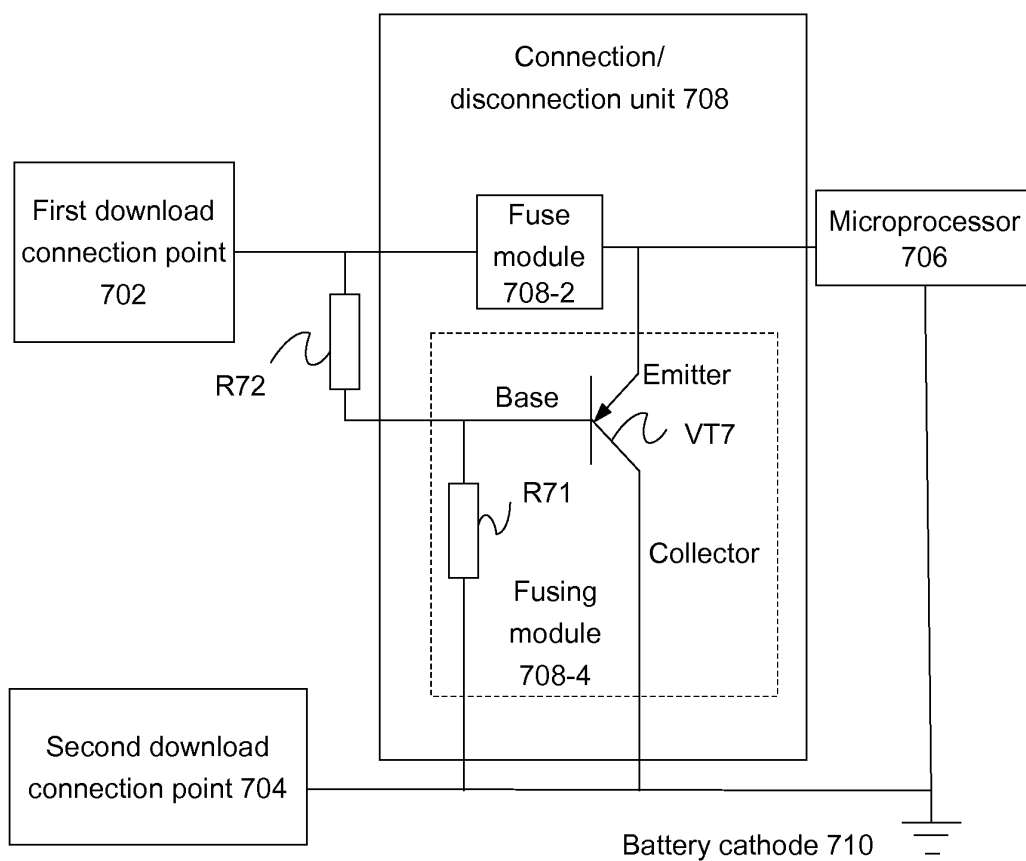 Connection/
disconnection unit 708
First download
connection point
702
Fuse
module
708-2
Microprocessor
706
R72
Base
Emitter
VT7
R71
Collector
Fusing
module
708-4
Second download
connection point 704
Battery cathode 710